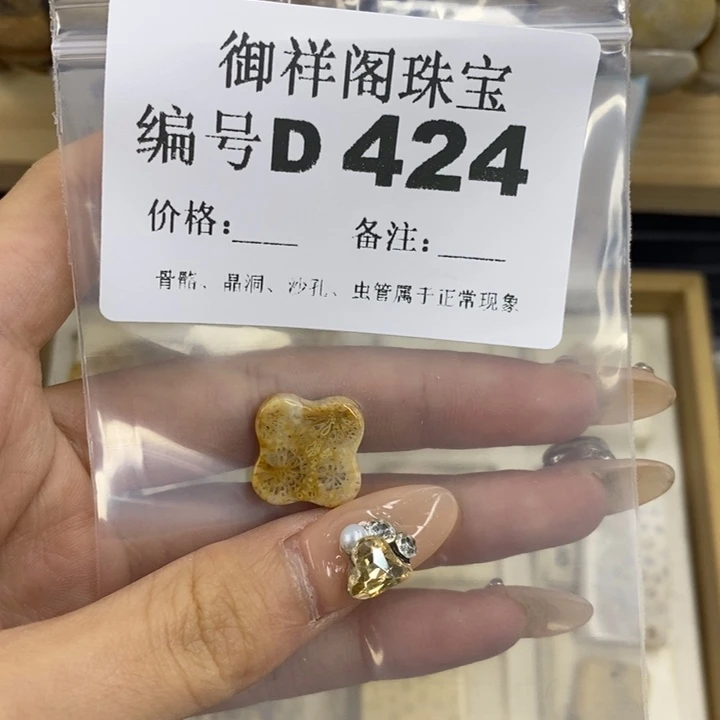 御祥阁珠宝
编号D 424
价格:____ 备注:____
骨骼、晶洞、沙孔、虫管属于正常现象